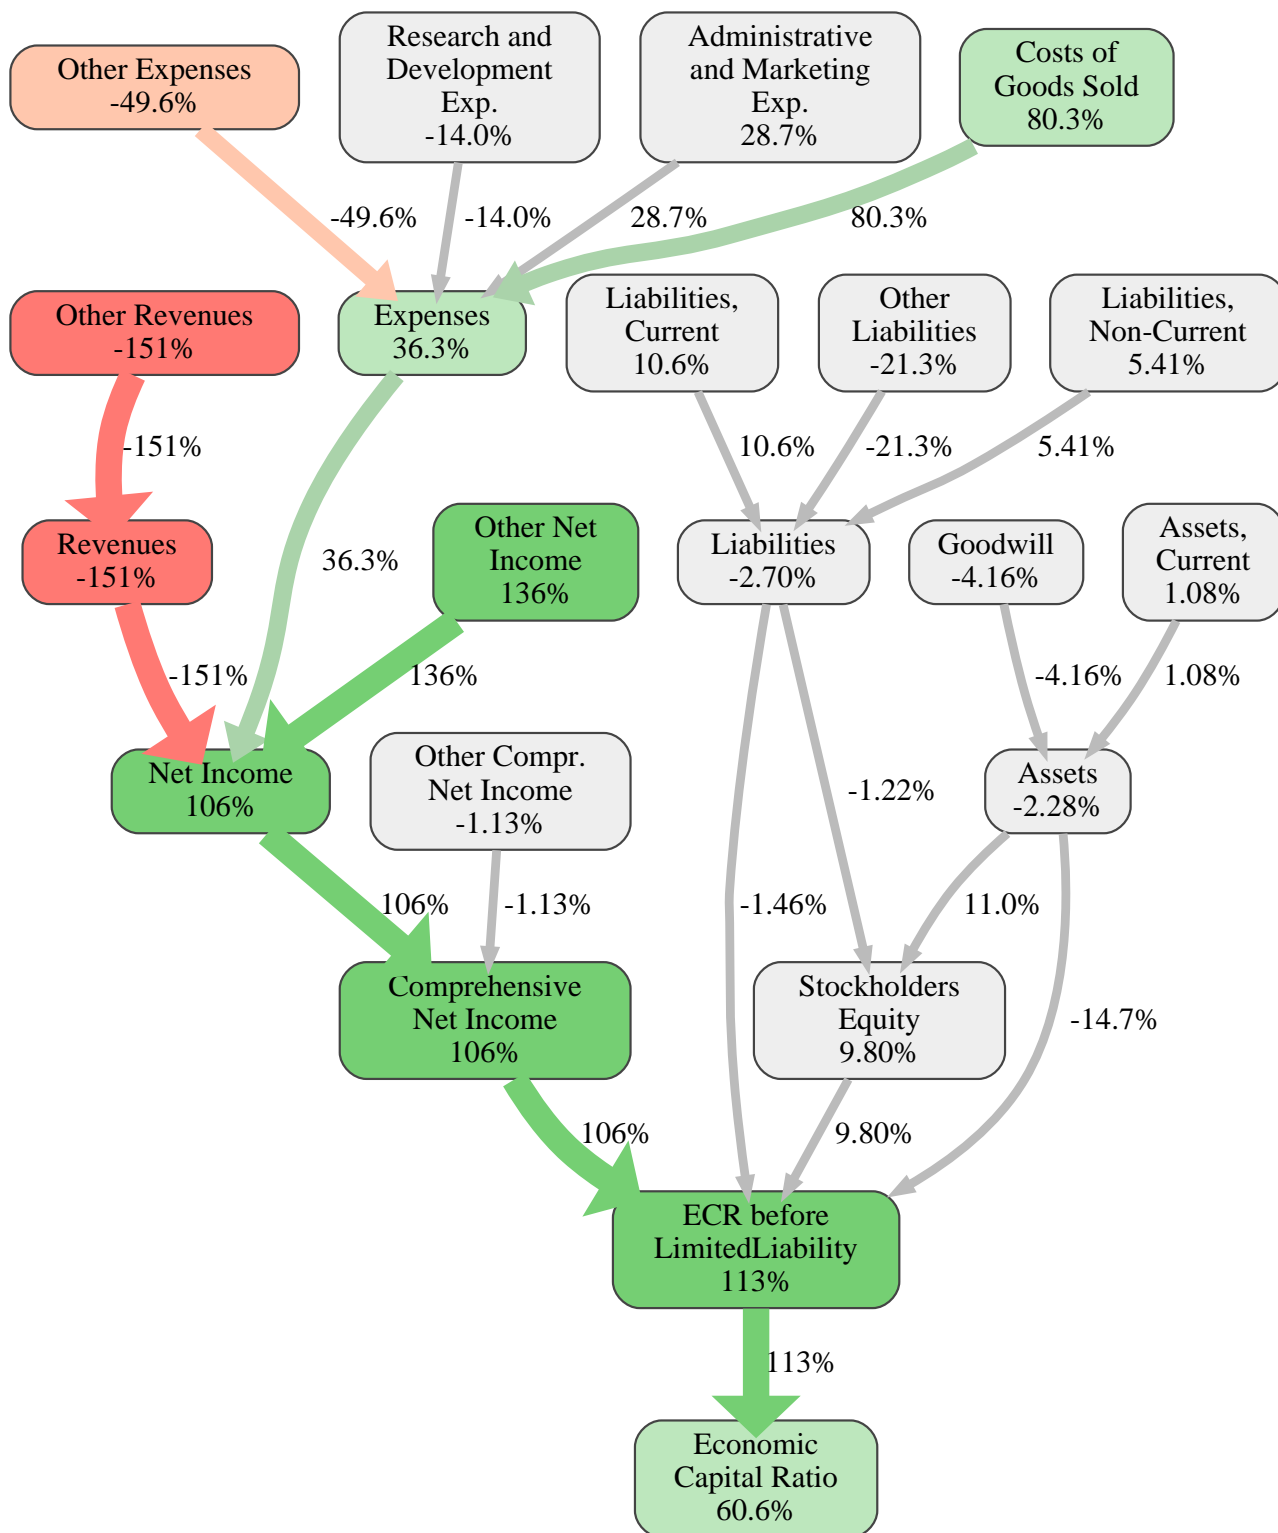 Other Expenses
-49.6%
Research and
Development
Exp.
-14.0%
Administrative
and Marketing
Exp.
28.7%
Costs of
Goods Sold
80.3%
-49.6%
-14.0%
28.7%
80.3%
Other Revenues
-151%
Expenses
36.3%
Liabilities,
Current
10.6%
Other
Liabilities
-21.3%
Liabilities,
Non-Current
5.41%
-151%
10.6%
-21.3%
5.41%
Revenues
-151%
36.3%
Other Net
Income
136%
Liabilities
-2.70%
Goodwill
-4.16%
Assets,
Current
1.08%
-151%
136%
-4.16%
1.08%
Net Income
106%
Other Compr.
Net Income
-1.13%
-1.22%
Assets
-2.28%
106%
-1.13%
-1.46%
11.0%
Comprehensive
Net Income
106%
Stockholders
Equity
9.80%
-14.7%
106%
9.80%
ECR before
LimitedLiability
113%
113%
Economic
Capital Ratio
60.6%